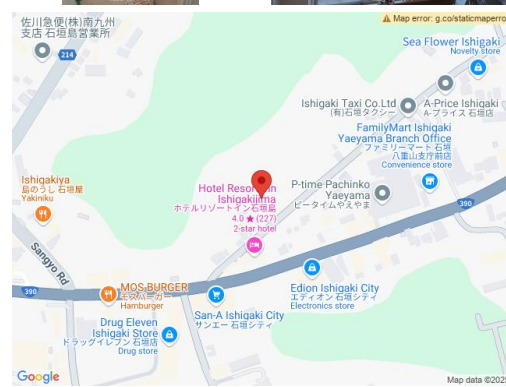 佐川急便(株)南九州
支店 石垣島営業所
Map error: g.co/staticmaperro
214
Sea Flower Ishigaki
Novelty store
Ishigaki Taxi Co.Ltd
(有)石垣タクシー
A-Price Ishigaki
A-プライス 石垣店
FamilyMart Ishigaki
Yaeyama Branch Office
ファミリーマート 石垣
八重山支庁前店
Convenience store
Ishigakiya
島のうし 石垣屋
Yakiniku
Hotel Resort Inn
Ishigakijima
ホテルリゾートイン石垣島
4.0 ★ (227)
2-star hotel
P-time Pachinko
Yaeyama
ピータイムやえやま
390
Sangyo Rd
390
MOS BURGER
モスバーガー
Hamburger
San-A Ishigaki City
サンエー 石垣シティ
Edion Ishigaki City
エディオン 石垣シティ
Electronics store
Drug Eleven
Ishigaki Store
ドラッグイレブン 石垣店
Drug store
Google
Map data ©202